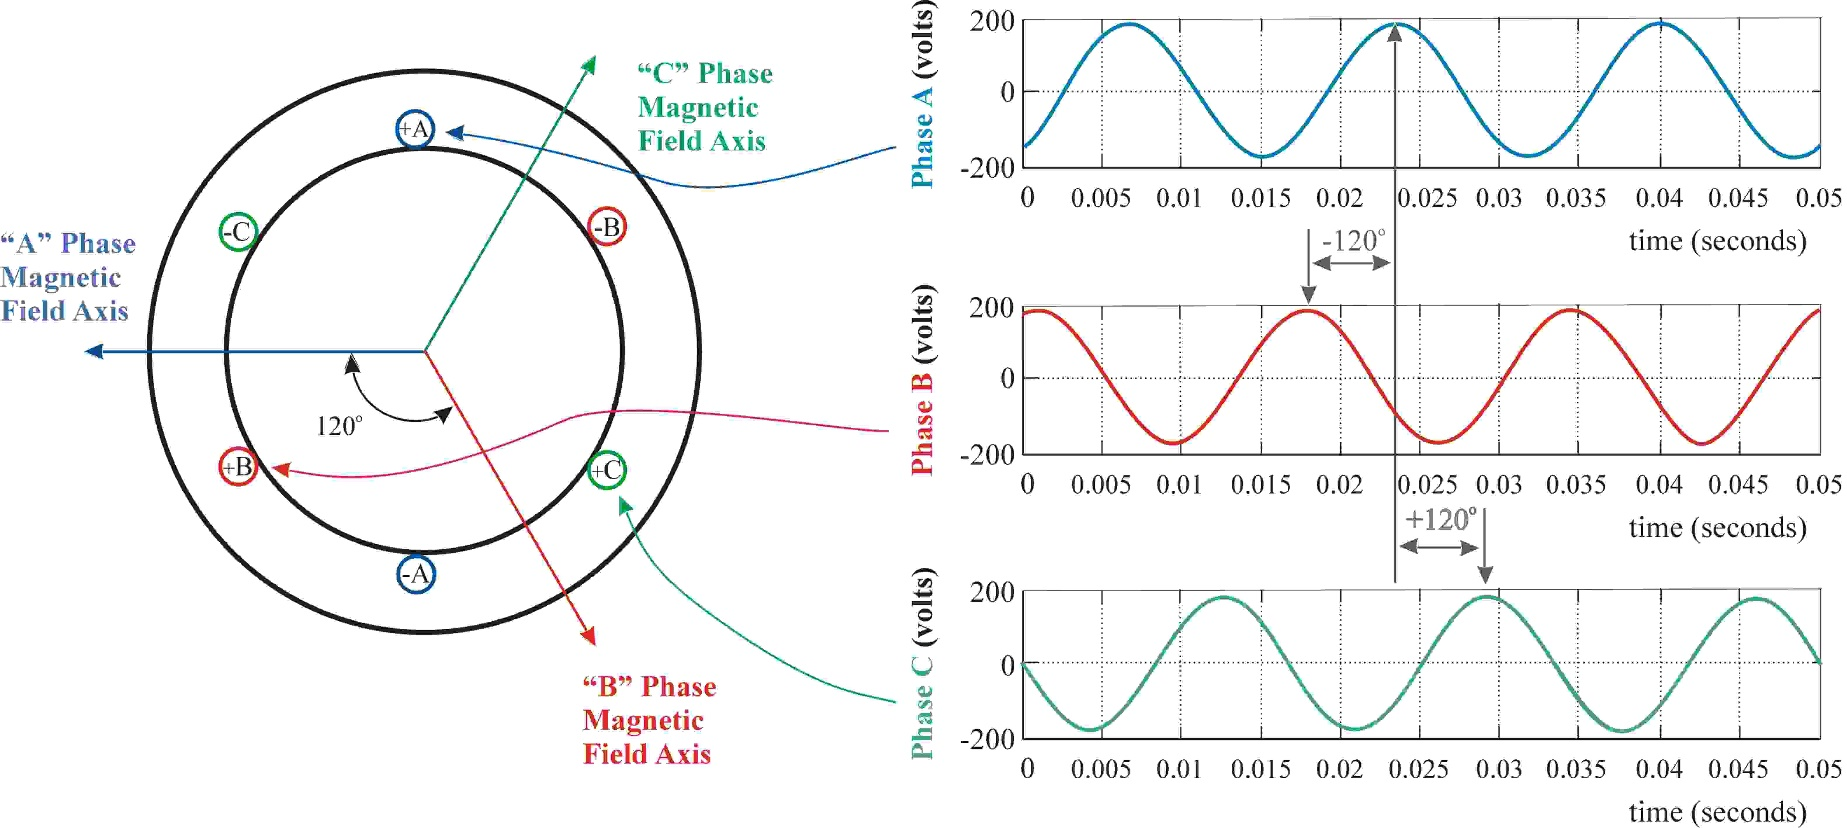 “C” Phase
Magnetic
Field Axis
+A
-C
-B
“A” Phase
Magnetic
Field Axis
120°
+B
+C
-A
“B” Phase
Magnetic
Field Axis
Phase A (volts)
200
0
-200
0 0.005 0.01 0.015 0.02 0.025 0.03 0.035 0.04 0.045 0.05
time (seconds)
-120°
Phase B (volts)
200
0
-200
0 0.005 0.01 0.015 0.02 0.025 0.03 0.035 0.04 0.045 0.05
time (seconds)
+120°
Phase C (volts)
200
0
-200
0 0.005 0.01 0.015 0.02 0.025 0.03 0.035 0.04 0.045 0.05
time (seconds)